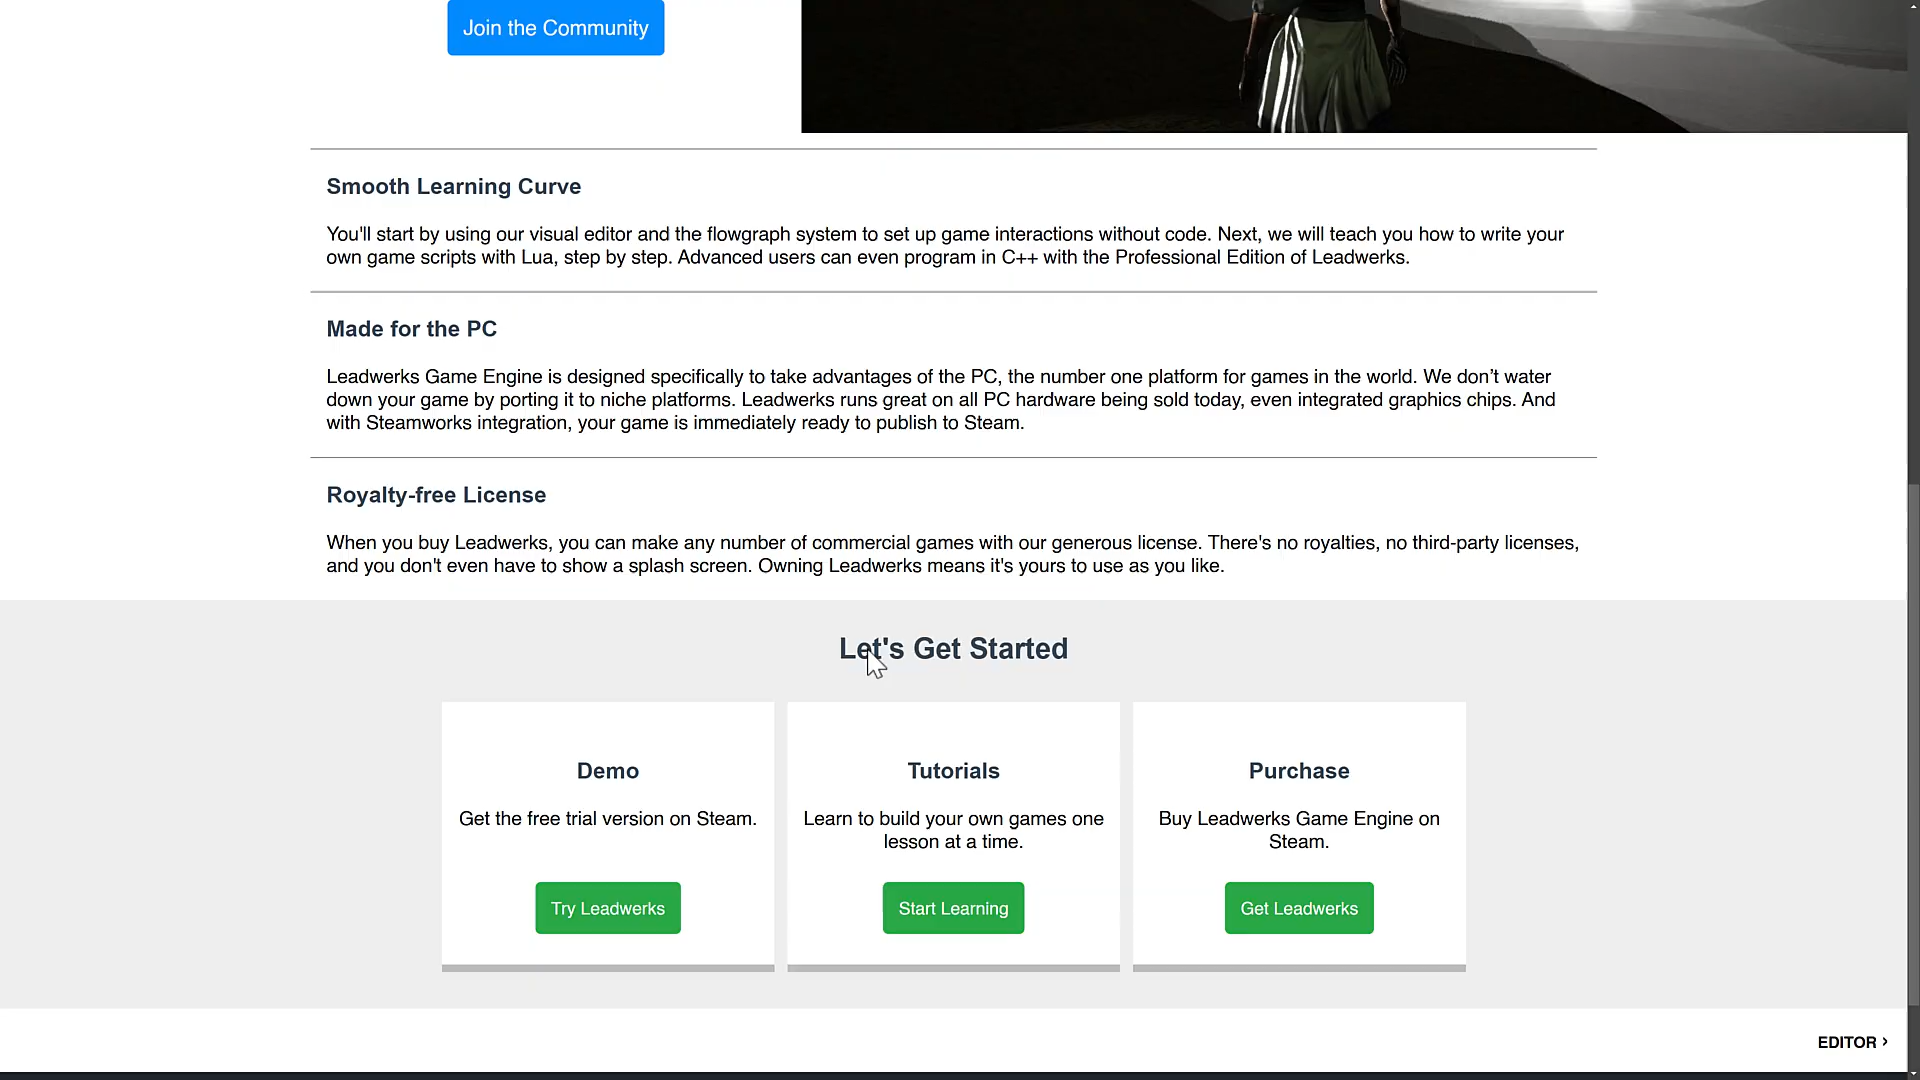 Join the Community
Smooth Learning Curve
You'll start by using our visual editor and the flowgraph system to set up game interactions without code. Next, we will teach you how to write your
own game scripts with Lua, step by step. Advanced users can even program in C++ with the Professional Edition of Leadwerks.
Made for the PC
Leadwerks Game Engine is designed specifically to take advantages of the PC, the number one platform for games in the world. We don’t water
down your game by porting it to niche platforms. Leadwerks runs great on all PC hardware being sold today, even integrated graphics chips. And
with Steamworks integration, your game is immediately ready to publish to Steam.
Royalty-free License
When you buy Leadwerks, you can make any number of commercial games with our generous license. There's no royalties, no third-party licenses,
and you don't even have to show a splash screen. Owning Leadwerks means it's yours to use as you like.
Let's Get Started
Demo
Get the free trial version on Steam.
Try Leadwerks
Tutorials
Learn to build your own games one
lesson at a time.
Start Learning
Purchase
Buy Leadwerks Game Engine on
Steam.
Get Leadwerks
EDITOR ›